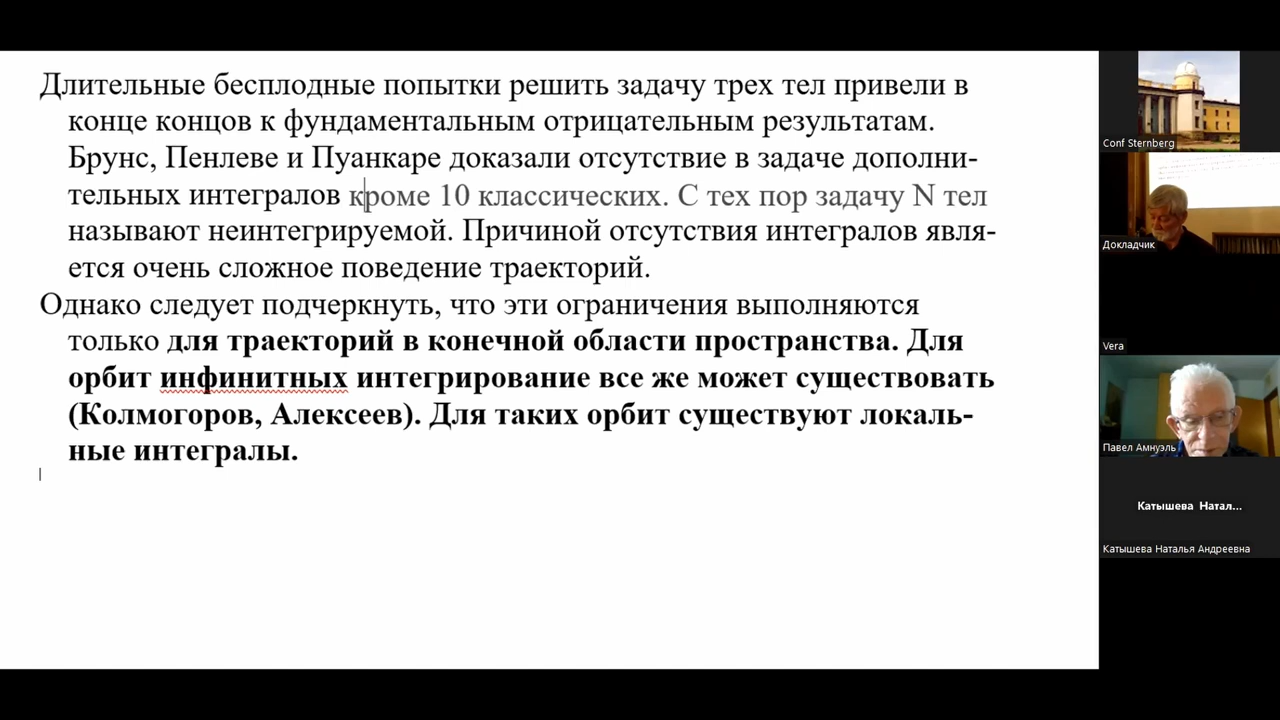 Длительные бесплодные попытки решить задачу трех тел привели в
конце концов к фундаментальным отрицательным результатам.
Брунс, Пенлеве и Пуанкаре доказали отсутствие в задаче дополни-
тельных интегралов кроме 10 классических. С тех пор задачу N тел
называют неинтегрируемой. Причиной отсутствия интегралов явля-
ется очень сложное поведение траекторий.
Однако следует подчеркнуть, что эти ограничения выполняются
только для траекторий в конечной области пространства. Для
орбит инфинитных интегрирование все же может существовать
(Колмогоров, Алексеев). Для таких орбит существуют локаль-
ные интегралы.
Conf Sternberg
Докладчик
Vera
Павел Амнуэль
Катышева Натал...
Катышева Наталья Андреевна